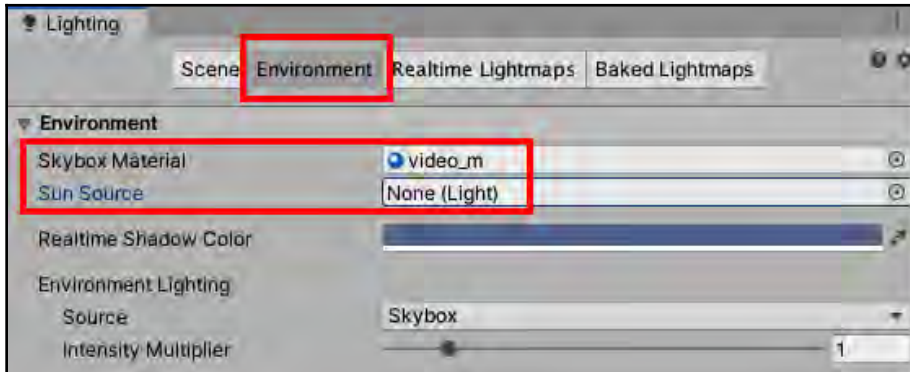 Lighting
Scene Environment Realtime Lightmaps Baked Lightmaps
Environment
Skybox Material video_m
Sun Source None (Light)
Realtime Shadow Color
Environment Lighting
Source Skybox
Intensity Multiplier 1